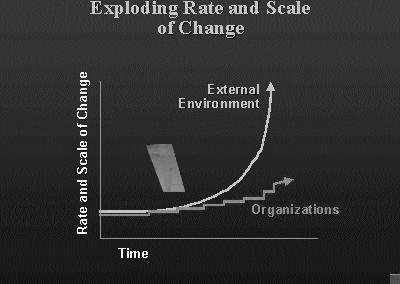 Exploding Rate and Scale
of Change
External
Environment
Rate and Scale of Change
Organizations
Time